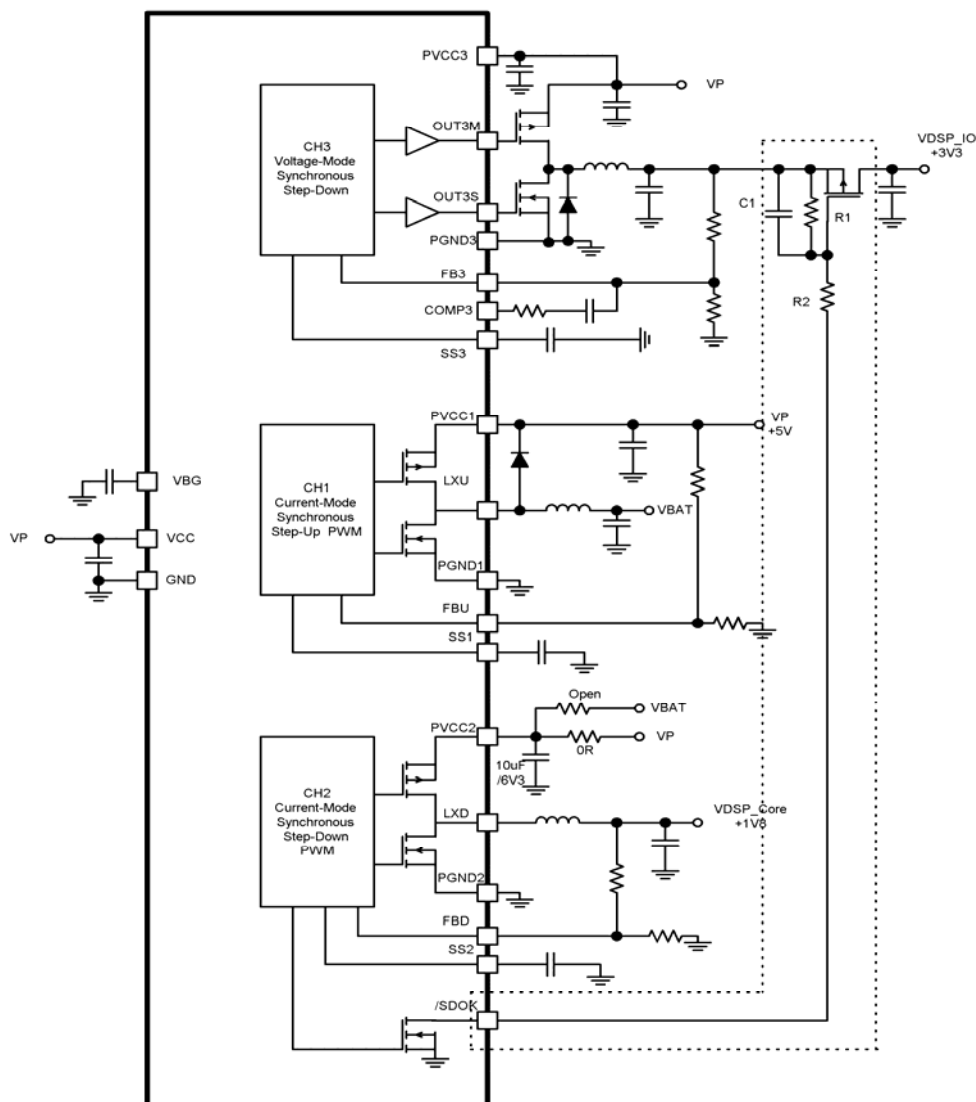 PVCC3
VP
OUT3M
CH3
Voltage-Mode
Synchronous
Step-Down
VDSP_IO
+3V3
OUT3S
C1
R1
PGND3
FB3
R2
COMP3
SS3
PVCC1
VP
+5V
CH1
Current-Mode
Synchronous
Step-Up PWM
LXU
VBAT
VBG
VP
VCC
GND
PGND1
FBU
SS1
Open
VBAT
PVCC2
VP
0R
10uF
/6V3
CH2
Current-Mode
Synchronous
Step-Down
PWM
LXD
VDSP_Core
+1V8
PGND2
FBD
SS2
/SDOK